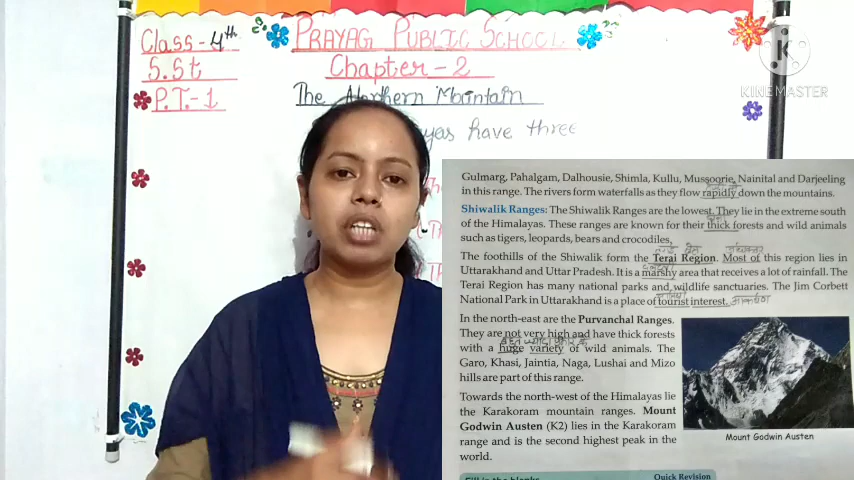 Class - 4th
PRAYAG PUBLIC SCHOOL
S.St
Chapter - 2
P.T.-1
The Northern Mountain
yas have three
KINEMASTER
Gulmarg, Pahalgam, Dalhousie, Shimla, Kullu, Mussoorie, Nainital and Darjeeling
in this range. The rivers form waterfalls as they flow rapidly down the mountains.
Shiwalik Ranges: The Shiwalik Ranges are the lowest. They lie in the extreme south
of the Himalayas. These ranges are known for their thick forests and wild animals
such as tigers, leopards, bears and crocodiles,
The foothills of the Shiwalik form the Terai Region. Most of this region lies in
Uttarakhand and Uttar Pradesh. It is a marshy area that receives a lot of rainfall. The
Terai Region has many national parks and wildlife sanctuaries. The Jim Corbett
National Park in Uttarakhand is a place of tourist interest. आकर्षण
In the north-east are the Purvanchal Ranges.
They are not very high and have thick forests
with a huge variety of wild animals. The
Garo, Khasi, Jaintia, Naga, Lushai and Mizo
hills are part of this range.
Towards the north-west of the Himalayas lie
the Karakoram mountain ranges. Mount
Godwin Austen (K2) lies in the Karakoram
range and is the second highest peak in the
world.
Mount Godwin Austen
Fill in the blanks
Quick Revision